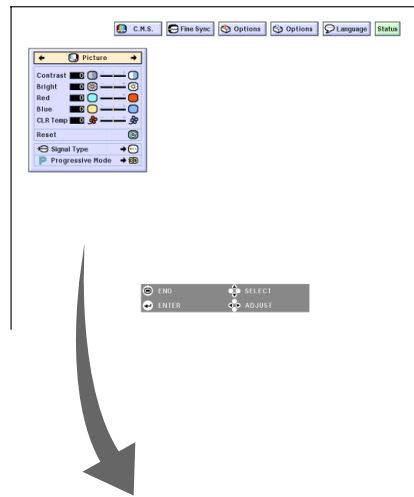 C.M.S. Fine Sync Options Options Language Status
Picture
Contrast 0
Bright 0
Red 0
Blue 0
CLR Temp 0
Reset
Signal Type
P Progressive Mode
END SELECT
ENTER ADJUST